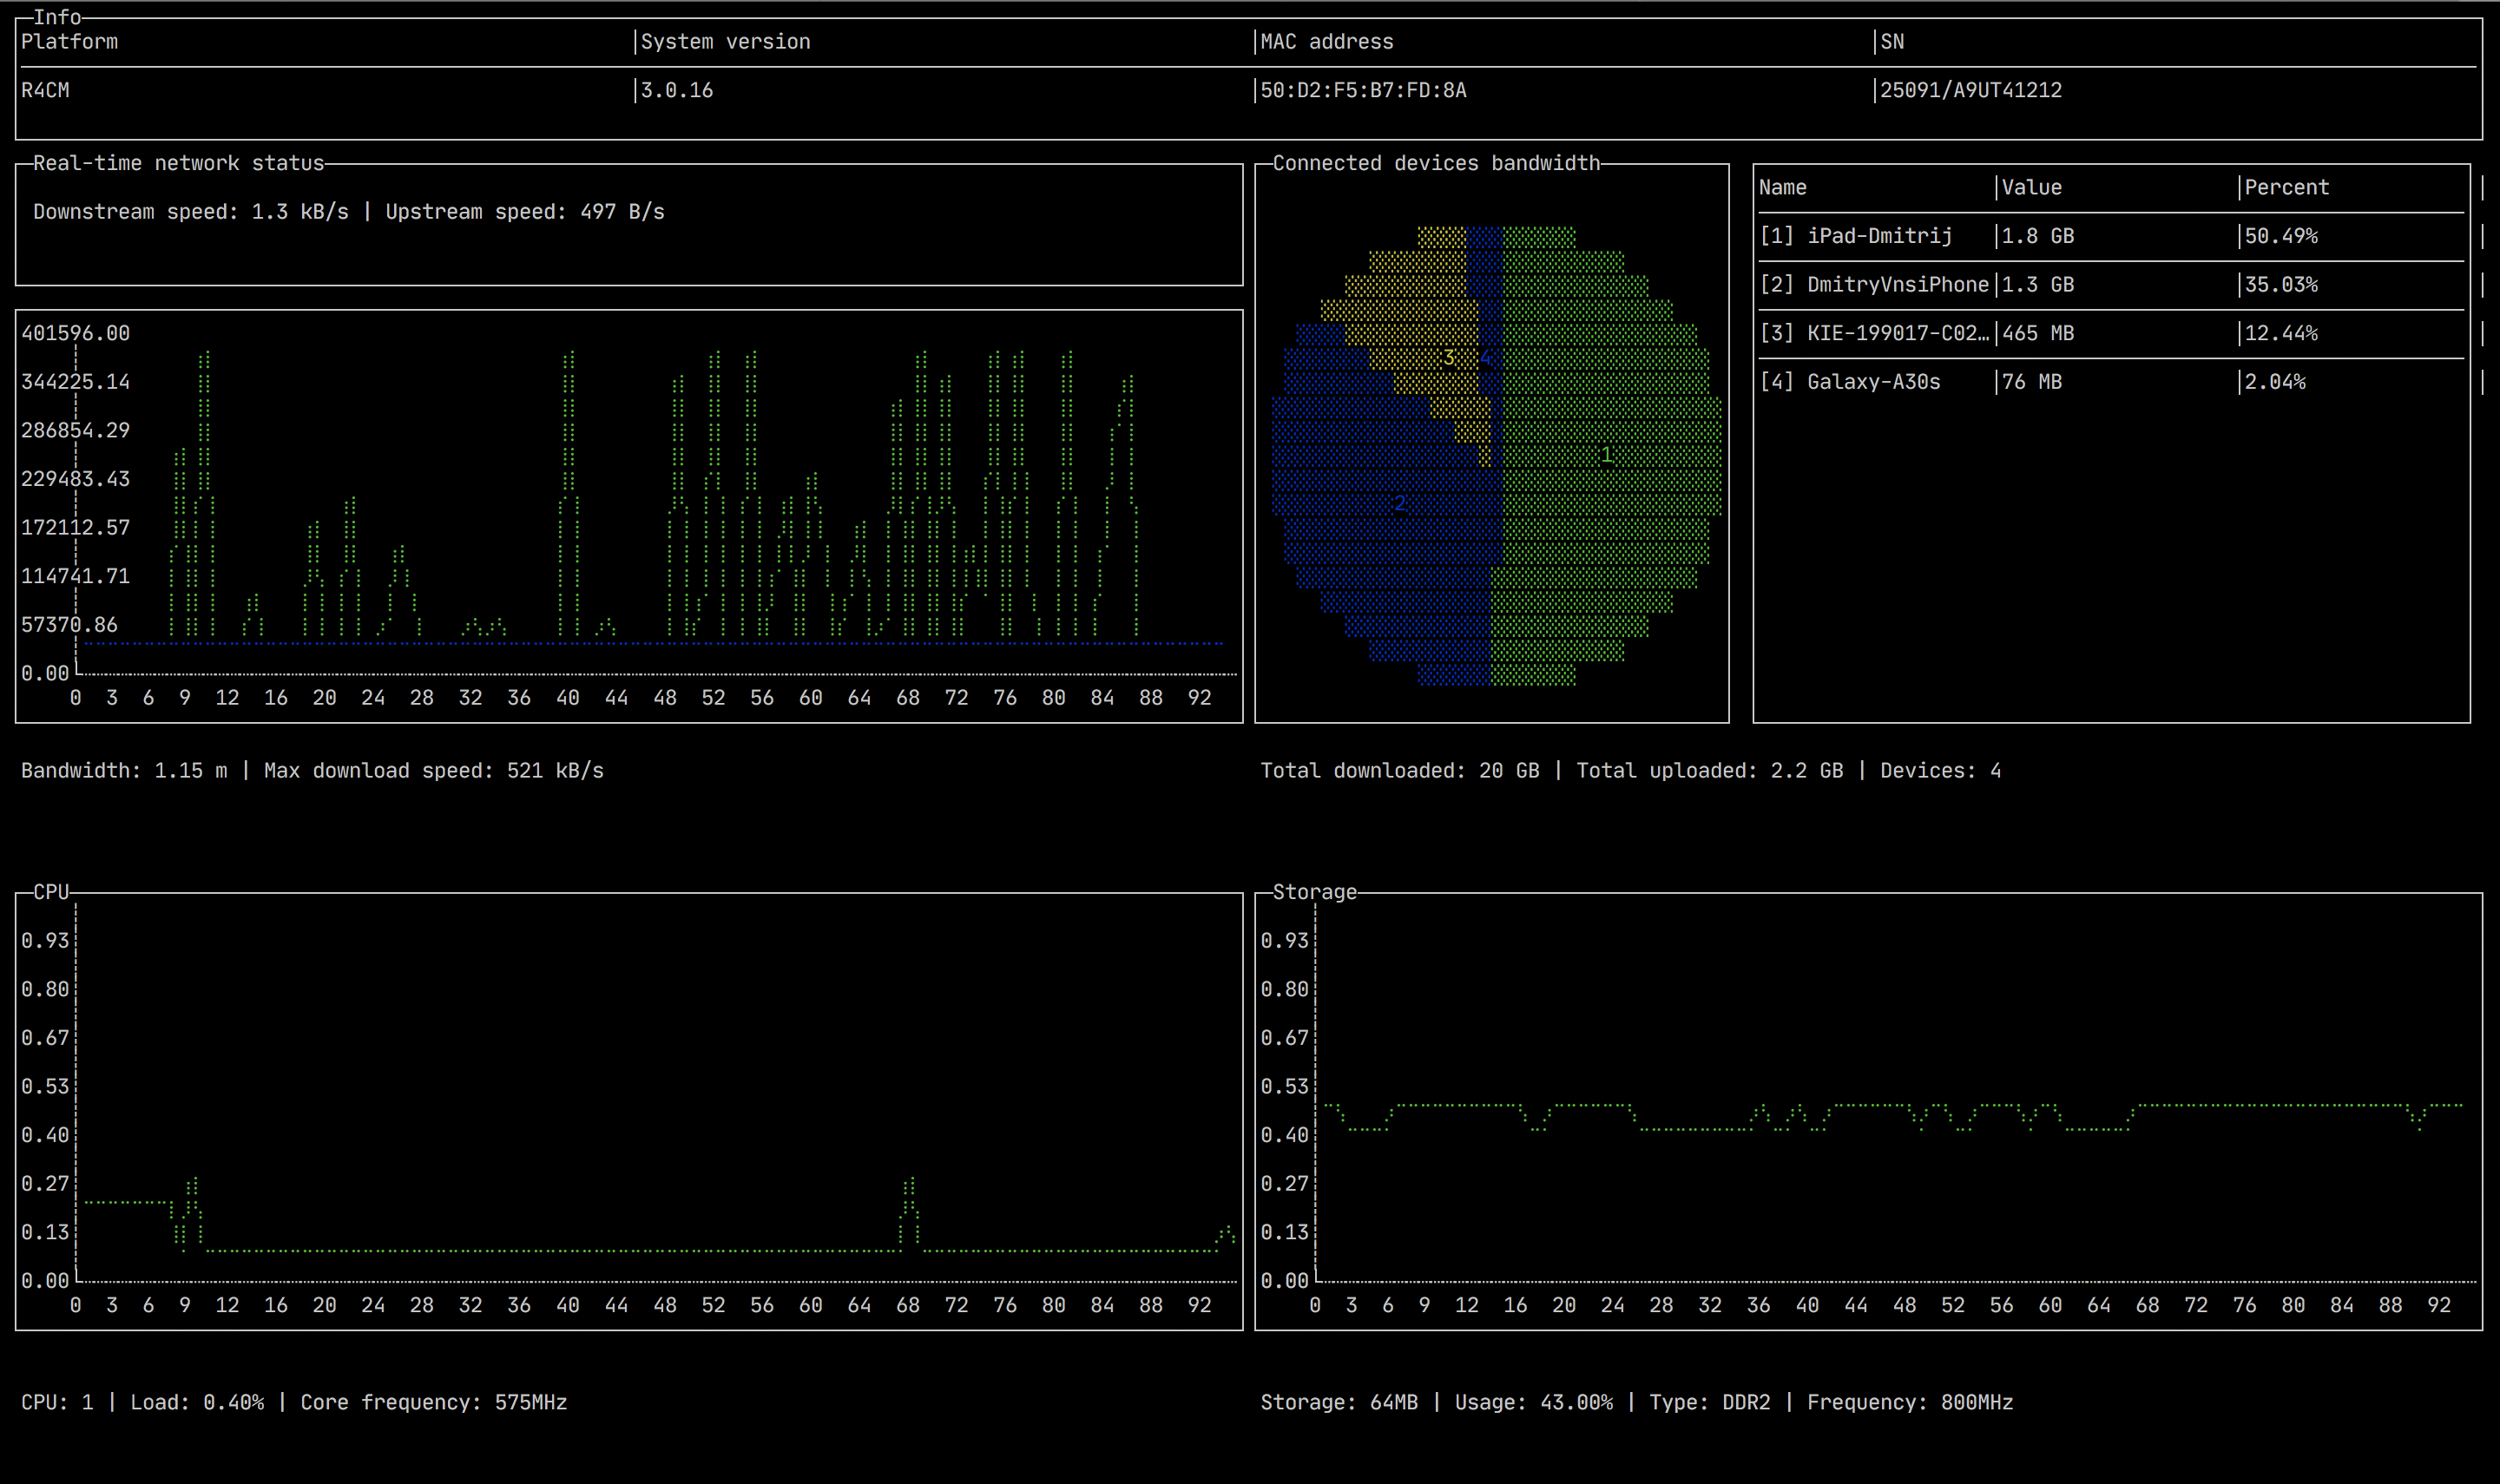 Info
Platform │System version │MAC address │SN
R4CM │3.0.16 │50:D2:F5:B7:FD:8A │25091/A9UT41212
Real-time network status
Downstream speed: 1.3 kB/s | Upstream speed: 497 B/s
401596.00
344225.14
286854.29
229483.43
172112.57
114741.71
57370.86
0.00
0 3 6 9 12 16 20 24 28 32 36 40 44 48 52 56 60 64 68 72 76 80 84 88 92
Bandwidth: 1.15 m | Max download speed: 521 kB/s
Connected devices bandwidth
3 4
1
2
Name │Value │Percent
[1] iPad-Dmitrij │1.8 GB │50.49%
[2] DmitryVnsiPhone│1.3 GB │35.03%
[3] KIE-199017-C02…│465 MB │12.44%
[4] Galaxy-A30s │76 MB │2.04%
Total downloaded: 20 GB | Total uploaded: 2.2 GB | Devices: 4
CPU
0.93
0.80
0.67
0.53
0.40
0.27
0.13
0.00
0 3 6 9 12 16 20 24 28 32 36 40 44 48 52 56 60 64 68 72 76 80 84 88 92
CPU: 1 | Load: 0.40% | Core frequency: 575MHz
Storage
0.93
0.80
0.67
0.53
0.40
0.27
0.13
0.00
0 3 6 9 12 16 20 24 28 32 36 40 44 48 52 56 60 64 68 72 76 80 84 88 92
Storage: 64MB | Usage: 43.00% | Type: DDR2 | Frequency: 800MHz